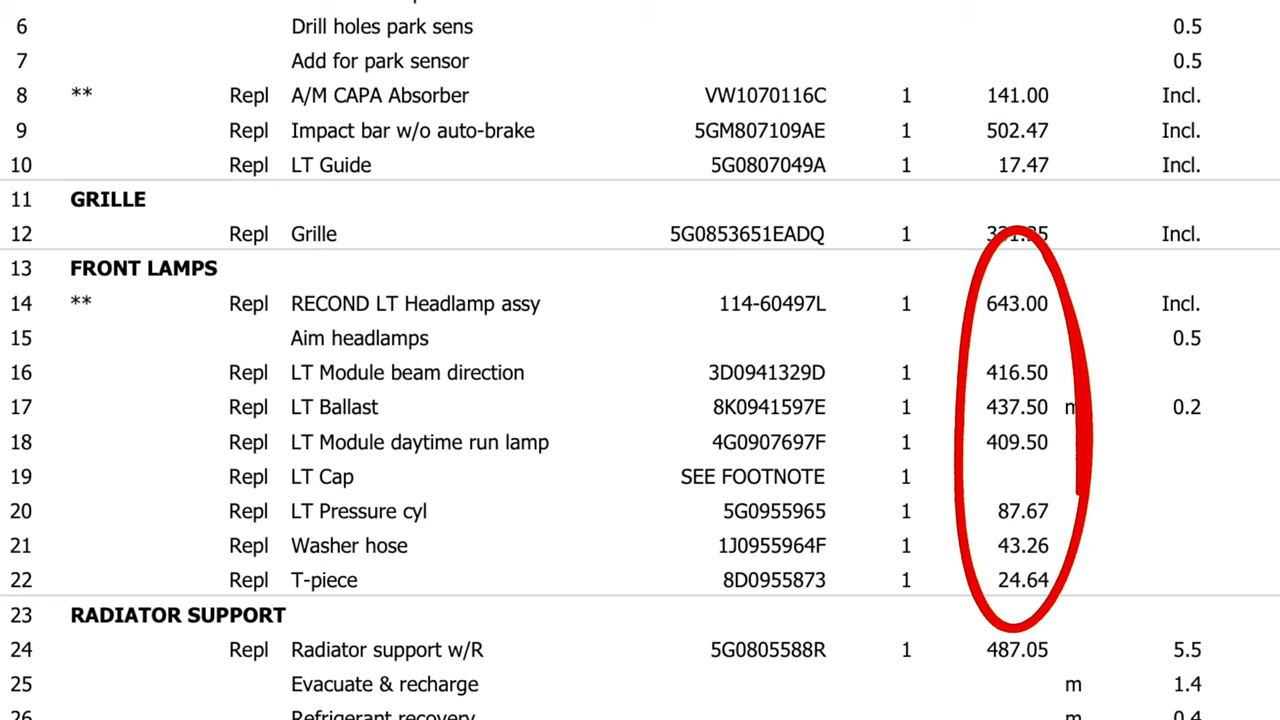 6 Drill holes park sens 0.5
7 Add for park sensor 0.5
8 ** Repl A/M CAPA Absorber VW1070116C 1 141.00 Incl.
9 Repl Impact bar w/o auto-brake 5GM807109AE 1 502.47 Incl.
10 Repl LT Guide 5G0807049A 1 17.47 Incl.
11 GRILLE
12 Repl Grille 5G0853651EADQ 1 Incl.
13 FRONT LAMPS
14 ** Repl RECOND LT Headlamp assy 114-60497L 1 643.00 Incl.
15 Aim headlamps 0.5
16 Repl LT Module beam direction 3D0941329D 1 416.50
17 Repl LT Ballast 8K0941597E 1 437.50 m 0.2
18 Repl LT Module daytime run lamp 4G0907697F 1 409.50
19 Repl LT Cap SEE FOOTNOTE 1
20 Repl LT Pressure cyl 5G0955965 1 87.67
21 Repl Washer hose 1J0955964F 1 43.26
22 Repl T-piece 8D0955873 1 24.64
23 RADIATOR SUPPORT
24 Repl Radiator support w/R 5G0805588R 1 487.05 5.5
25 Evacuate & recharge m 1.4
26 Refrigerant recovery m 0.4